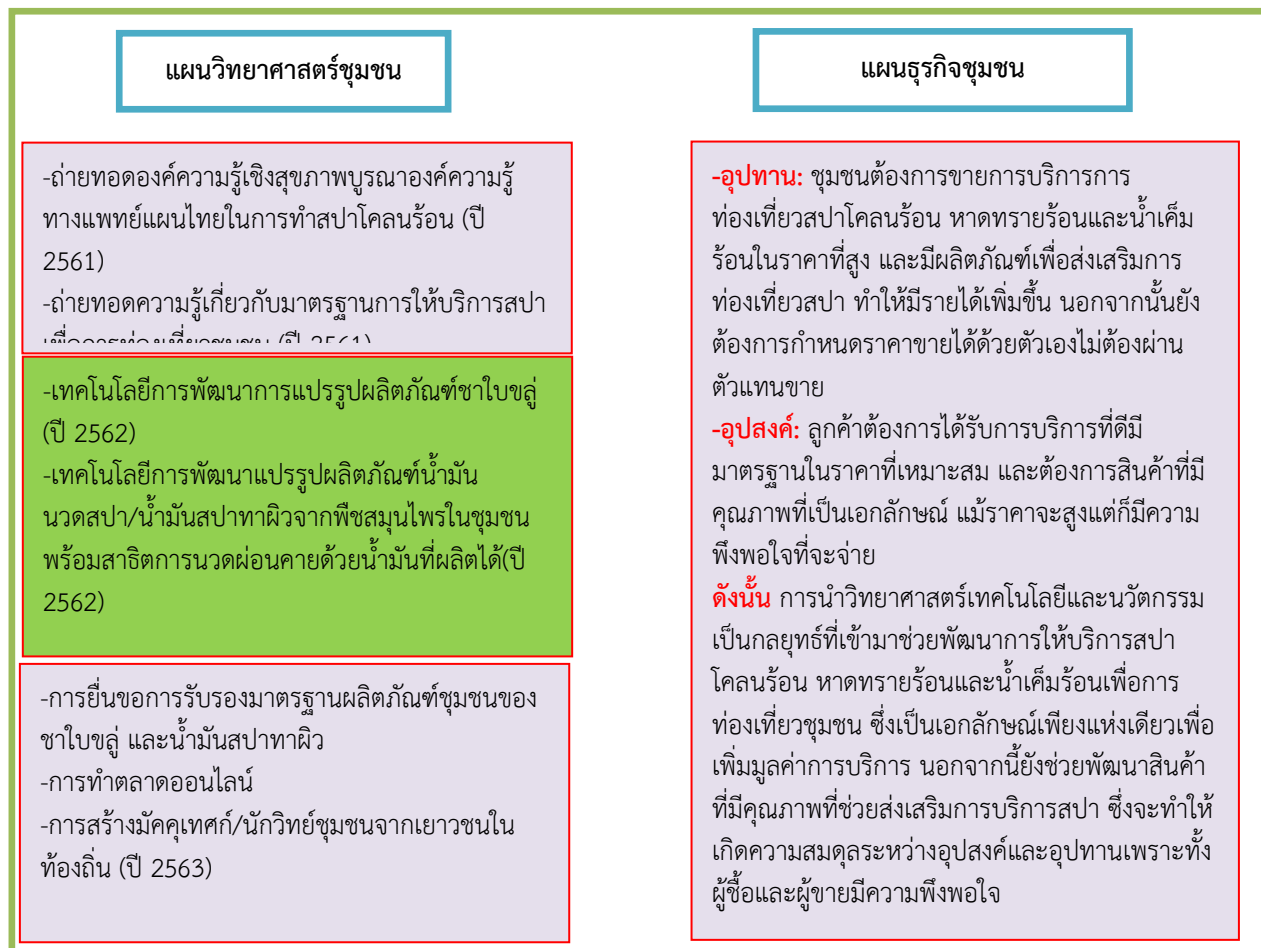 แผนวิทยาศาสตร์ชุมชน
-ถ่ายทอดองค์ความรู้เชิงสุขภาพบูรณาองค์ความรู้
ทางแพทย์แผนไทยในการทำสปาโคลนร้อน (ปี
2561)
-ถ่ายทอดความรู้เกี่ยวกับมาตรฐานการให้บริการสปา
เพื่อการท่องเที่ยวชุมชน (ปี 2561)
-เทคโนโลยีการพัฒนาการแปรรูปผลิตภัณฑ์ชาใบขลู่
(ปี 2562)
-เทคโนโลยีการพัฒนาแปรรูปผลิตภัณฑ์น้ำมัน
นวดสปา/น้ำมันสปาทาผิวจากพืชสมุนไพรในชุมชน
พร้อมสาธิตการนวดผ่อนคายด้วยน้ำมันที่ผลิตได้(ปี
2562)
-การยื่นขอการรับรองมาตรฐานผลิตภัณฑ์ชุมชนของ
ชาใบขลู่ และน้ำมันสปาทาผิว
-การทำตลาดออนไลน์
-การสร้างมัคคุเทศก์/นักวิทย์ชุมชนจากเยาวชนใน
ท้องถิ่น (ปี 2563)
แผนธุรกิจชุมชน
-อุปทาน: ชุมชนต้องการขายการบริการการ
ท่องเที่ยวสปาโคลนร้อน หาดทรายร้อนและน้ำเค็ม
ร้อนในราคาที่สูง และมีผลิตภัณฑ์เพื่อส่งเสริมการ
ท่องเที่ยวสปา ทำให้มีรายได้เพิ่มขึ้น นอกจากนั้นยัง
ต้องการกำหนดราคาขายได้ด้วยตัวเองไม่ต้องผ่าน
ตัวแทนขาย
-อุปสงค์: ลูกค้าต้องการได้รับการบริการที่ดีมี
มาตรฐานในราคาที่เหมาะสม และต้องการสินค้าที่มี
คุณภาพที่เป็นเอกลักษณ์ แม้ราคาจะสูงแต่ก็มีความ
พึงพอใจที่จะจ่าย
ดังนั้น การนำวิทยาศาสตร์เทคโนโลยีและนวัตกรรม
เป็นกลยุทธ์ที่เข้ามาช่วยพัฒนาการให้บริการสปา
โคลนร้อน หาดทรายร้อนและน้ำเค็มร้อนเพื่อการ
ท่องเที่ยวชุมชน ซึ่งเป็นเอกลักษณ์เพียงแห่งเดียวเพื่อ
เพิ่มมูลค่าการบริการ นอกจากนี้ยังช่วยพัฒนาสินค้า
ที่มีคุณภาพที่ช่วยส่งเสริมการบริการสปา ซึ่งจะทำให้
เกิดความสมดุลระหว่างอุปสงค์และอุปทานเพราะทั้ง
ผู้ชื้อและผู้ขายมีความพึงพอใจ